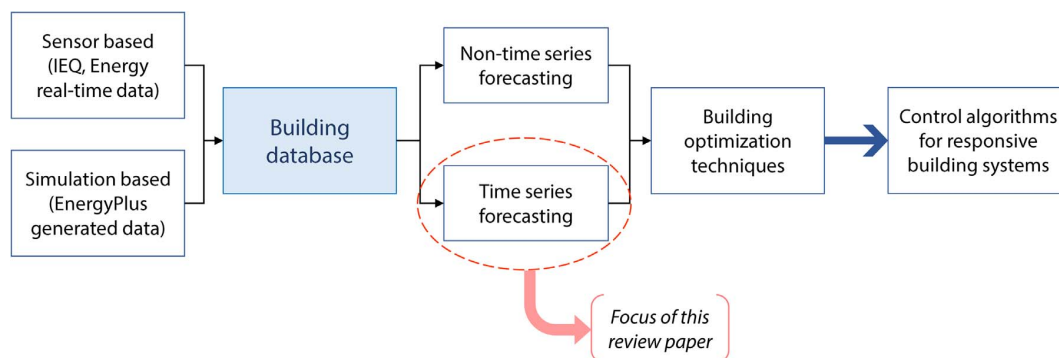 Sensor based
(IEQ, Energy
real-time data)
Simulation based
(EnergyPlus
generated data)
Building
database
Non-time series
forecasting
Time series
forecasting
Building
optimization
techniques
Control algorithms
for responsive
building systems
Focus of this
review paper